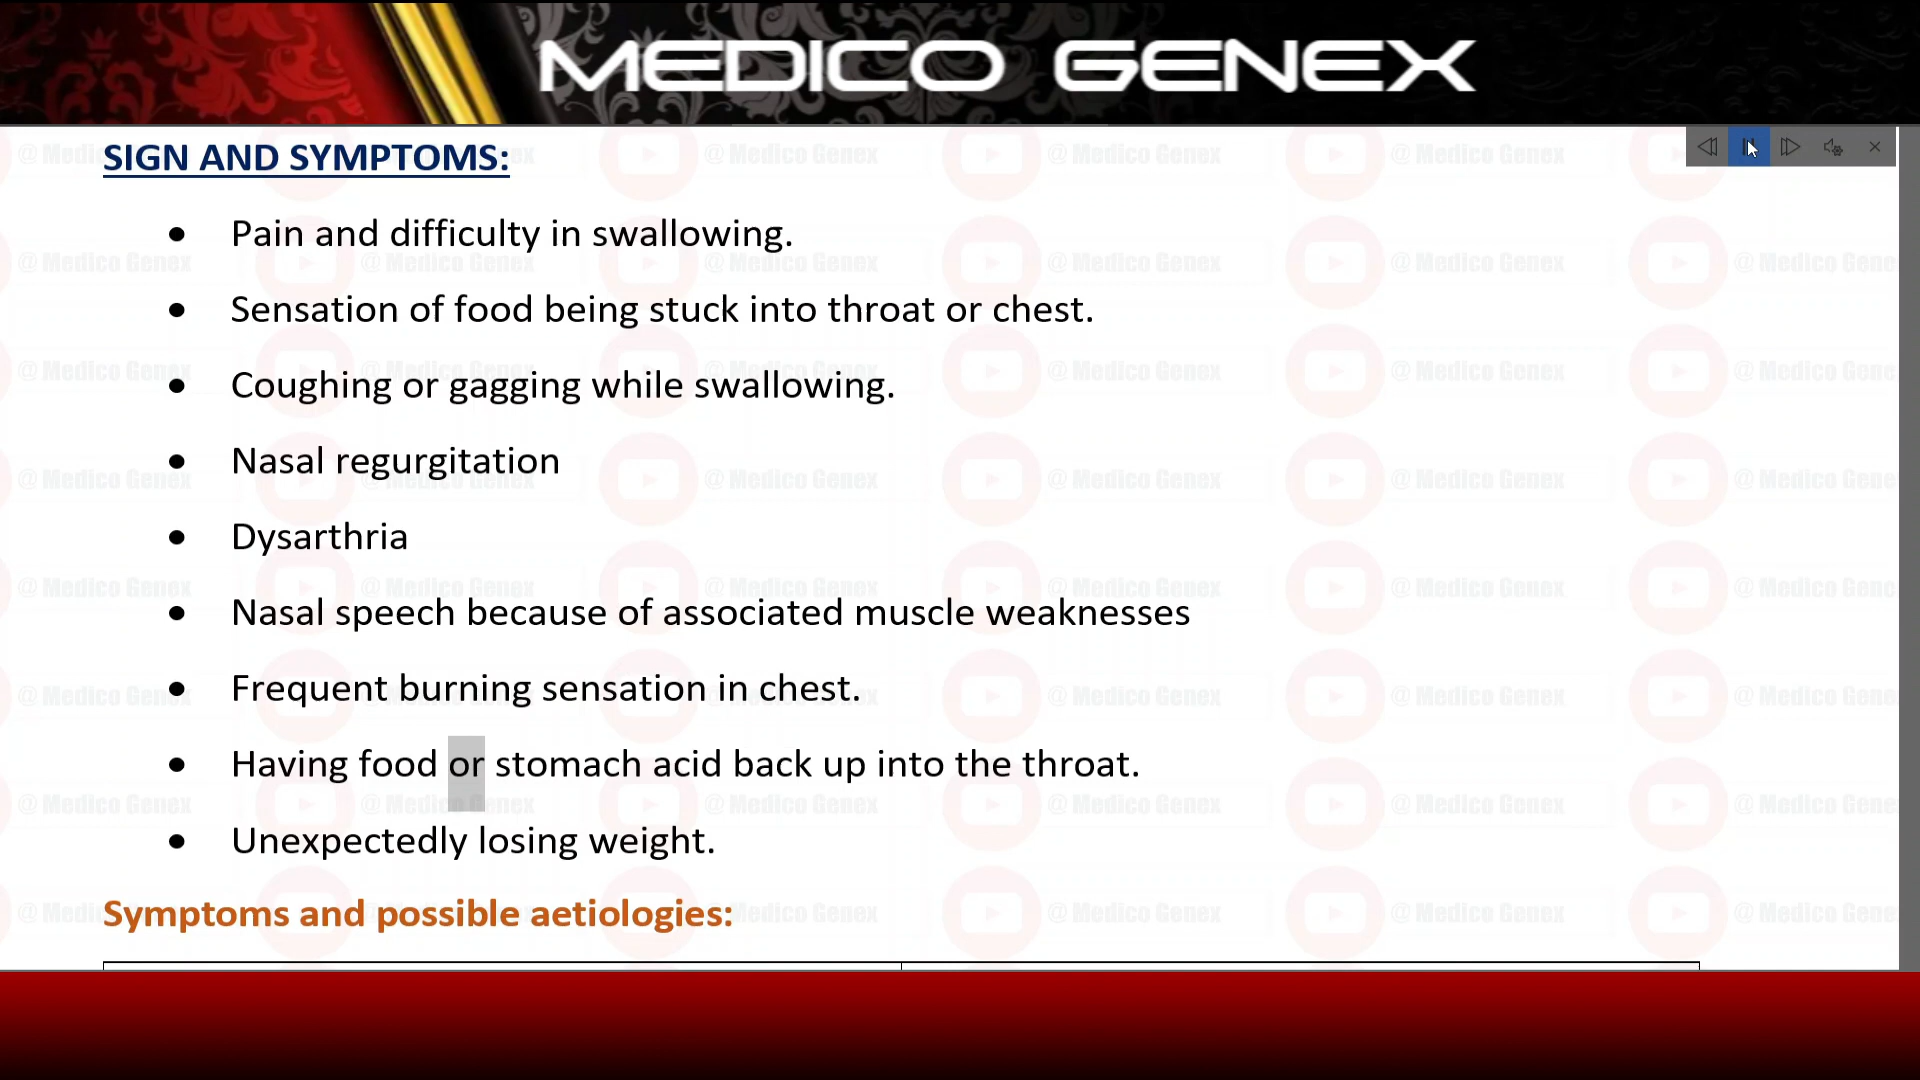 MEDICO GENEX
SIGN AND SYMPTOMS:
• Pain and difficulty in swallowing.
• Sensation of food being stuck into throat or chest.
• Coughing or gagging while swallowing.
• Nasal regurgitation
• Dysarthria
• Nasal speech because of associated muscle weaknesses
• Frequent burning sensation in chest.
• Having food or stomach acid back up into the throat.
• Unexpectedly losing weight.
Symptoms and possible aetiologies:
@Medico Genex